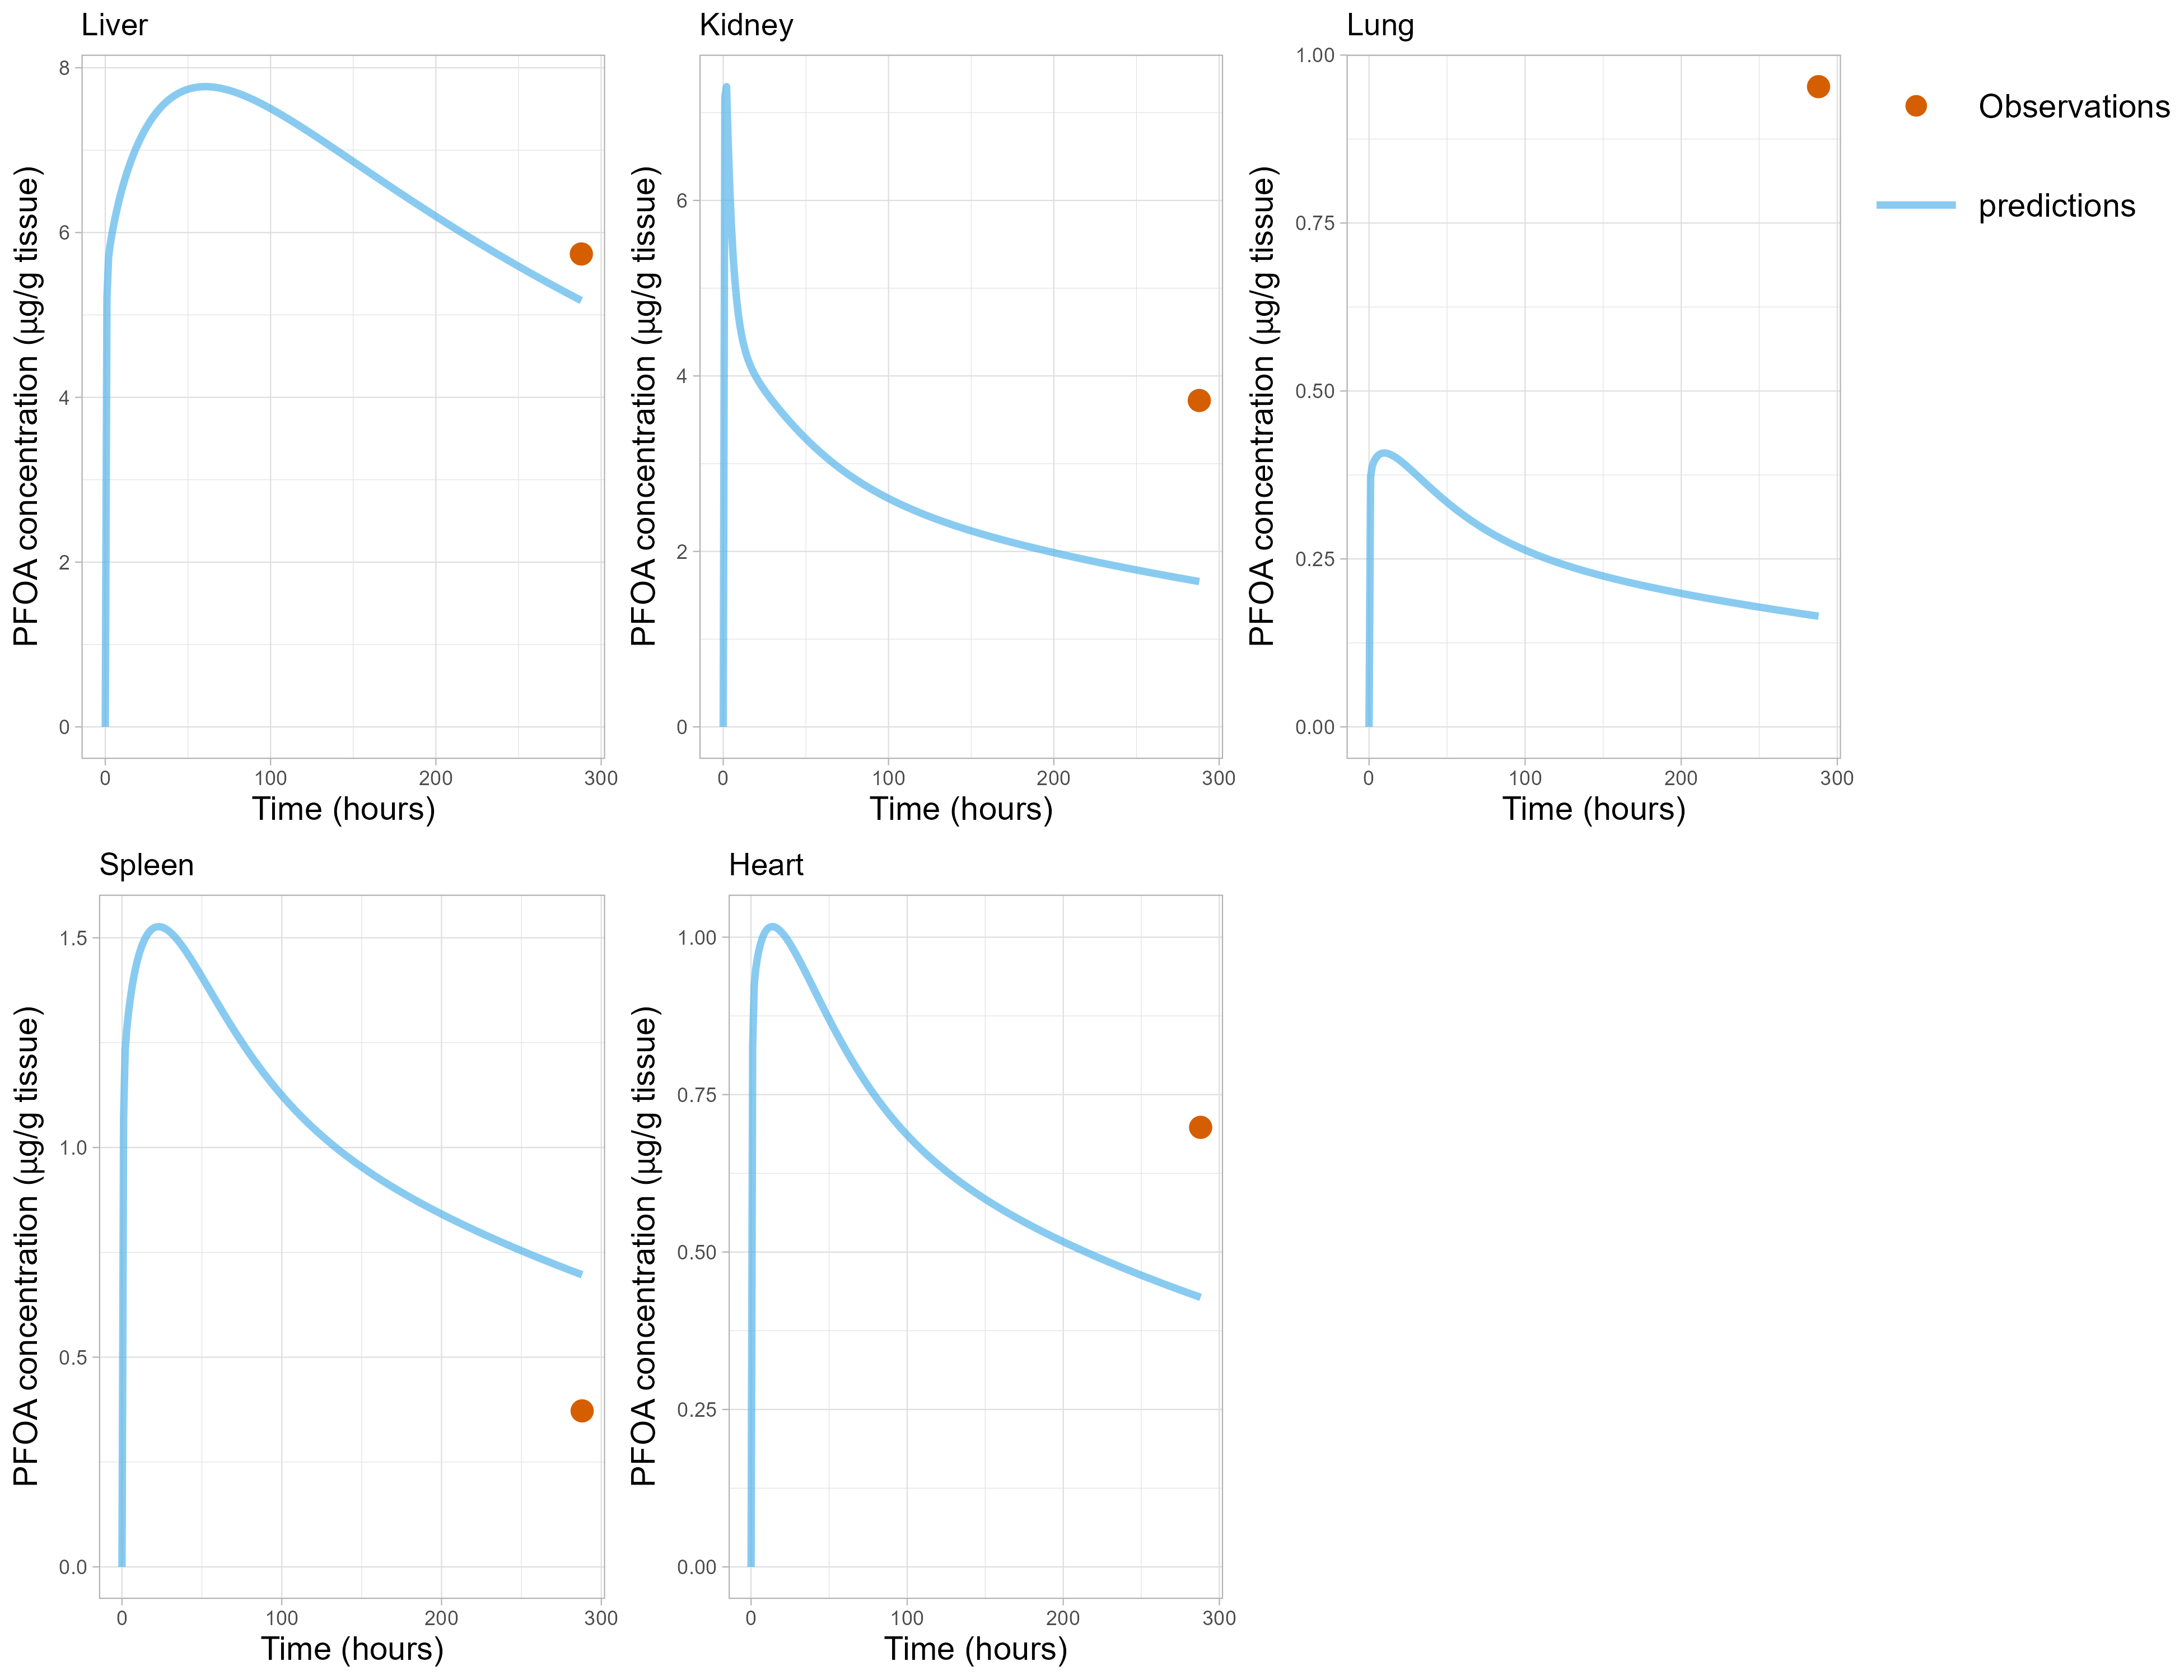 Liver
PFOA concentration (µg/g tissue)
8
6
4
2
0
0 100 200 300
Time (hours)
Kidney
PFOA concentration (µg/g tissue)
6
4
2
0
0 100 200 300
Time (hours)
Lung
PFOA concentration (µg/g tissue)
1.00
0.75
0.50
0.25
0.00
0 100 200 300
Time (hours)
Observations
predictions
Spleen
PFOA concentration (µg/g tissue)
1.5
1.0
0.5
0.0
0 100 200 300
Time (hours)
Heart
PFOA concentration (µg/g tissue)
1.00
0.75
0.50
0.25
0.00
0 100 200 300
Time (hours)